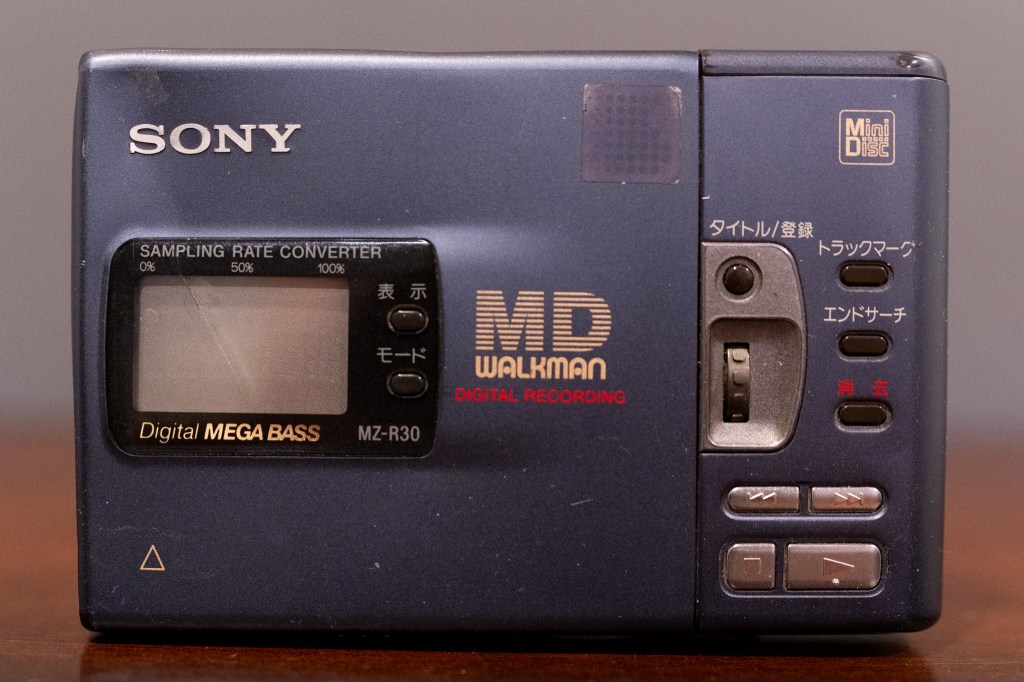 SONY
Mini
Disc
SAMPLING RATE CONVERTER
0% 50% 100%
表 示
モード
Digital MEGA BASS
MZ-R30
MD
WALKMAN
DIGITAL RECORDING
タイトル/登録
トラックマーク
エンドサーチ
消 去